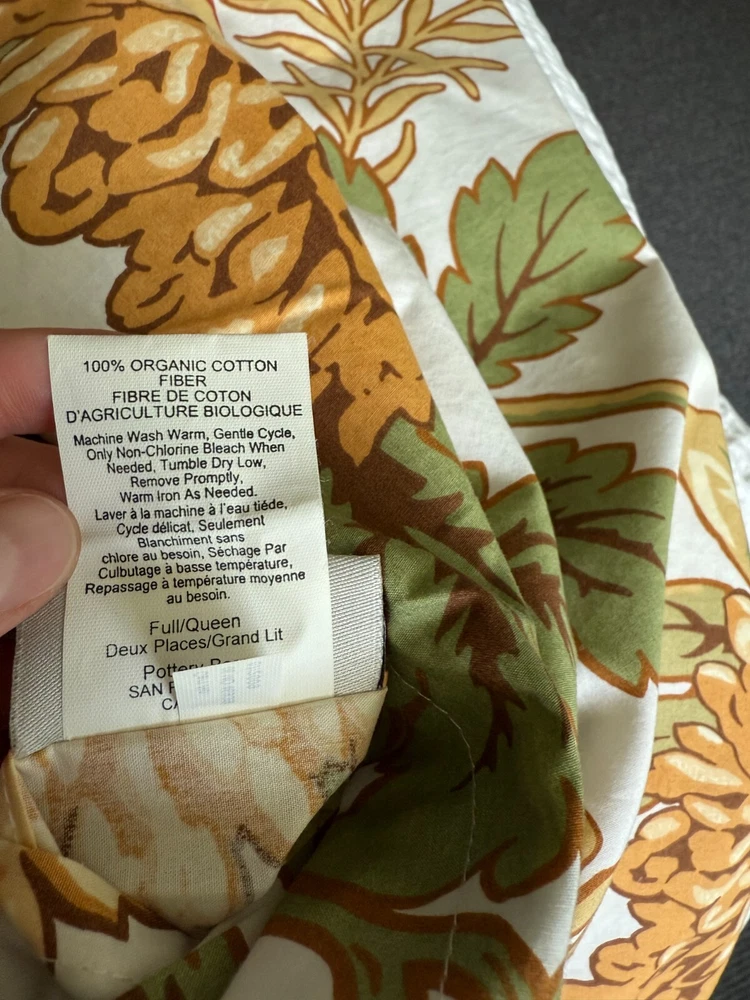 100% ORGANIC COTTON
FIBER
FIBRE DE COTON
D'AGRICULTURE BIOLOGIQUE
Machine Wash Warm, Gentle Cycle,
Only Non-Chlorine Bleach When
Needed, Tumble Dry Low,
Remove Promptly,
Warm Iron As Needed.
Laver à la machine à l'eau tiéde,
Cycle délicat, Seulement
Blanchiment sans
chlore au besoin, Séchage Par
Culbutage à basse température,
Repassage à température moyenne
au besoin.
Full/Queen
Deux Places/Grand Lit
Pottery
SAN